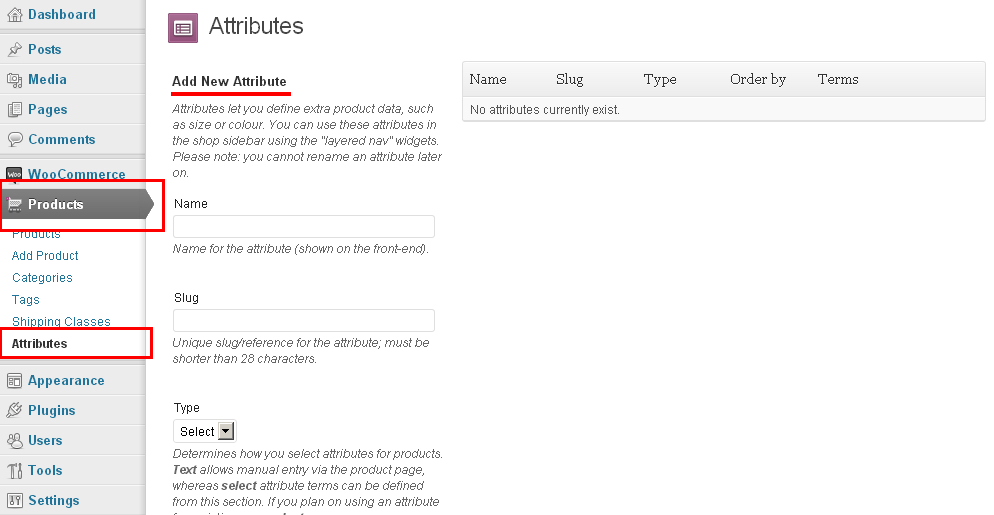 Dashboard
Posts
Media
Pages
Comments
WooCommerce
Products
Products
Add Product
Categories
Tags
Shipping Classes
Attributes
Appearance
Plugins
Users
Tools
Settings
Attributes
Add New Attribute
Attributes let you define extra product data, such
as size or colour. You can use these attributes in
the shop sidebar using the "layered nav" widgets.
Please note: you cannot rename an attribute later
on.
Name
Name for the attribute (shown on the front-end).
Slug
Unique slug/reference for the attribute; must be
shorter than 28 characters.
Type
Select
Determines how you select attributes for products.
Text allows manual entry via the product page,
whereas select attribute terms can be defined
from this section. If you plan on using an attribute
Name Slug Type Order by Terms
No attributes currently exist.